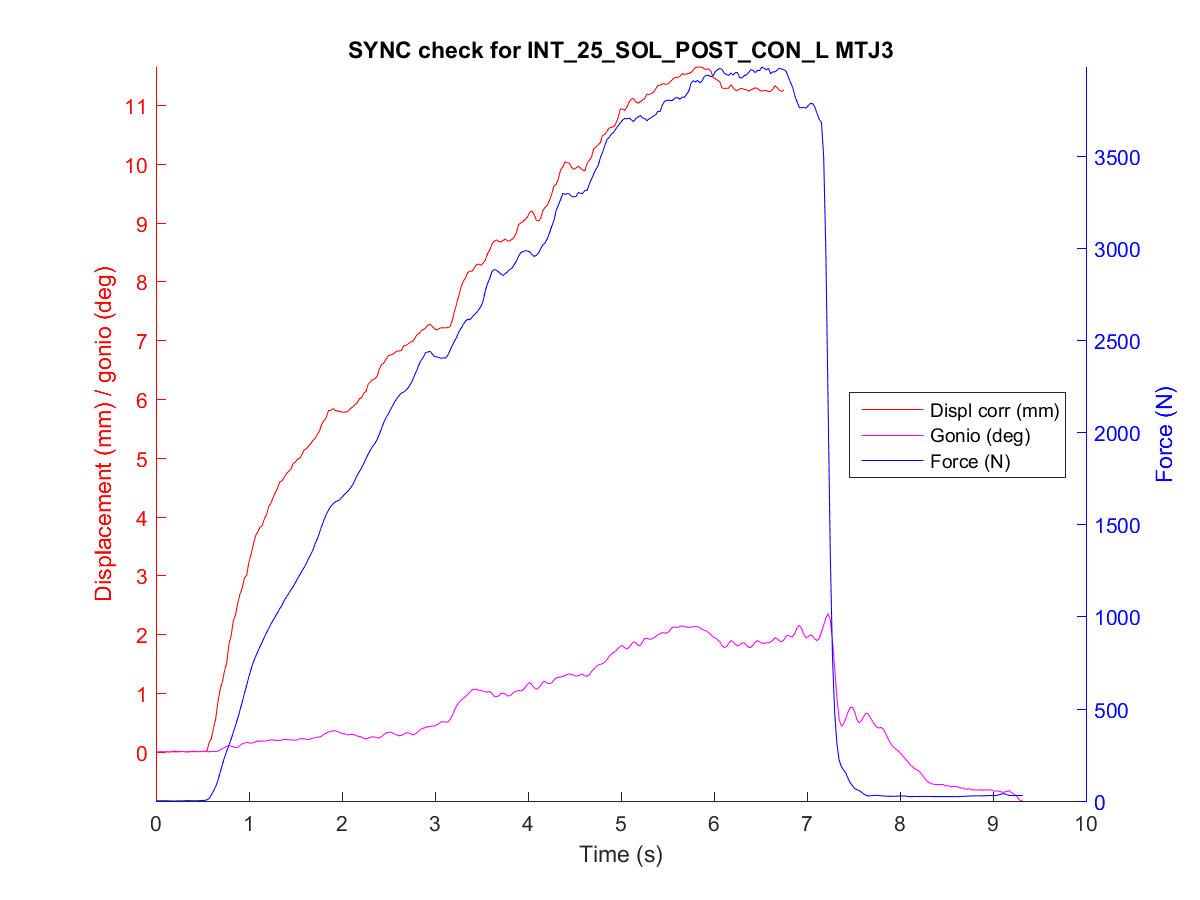 SYNC check for INT_25_SOL_POST_CON_L MTJ3
Displacement (mm) / gonio (deg)
11
10
9
8
7
6
5
4
3
2
1
0
Displ corr (mm)
Gonio (deg)
Force (N)
3500
3000
2500
2000
1500
1000
500
0
Force (N)
0 1 2 3 4 5 6 7 8 9 10
Time (s)